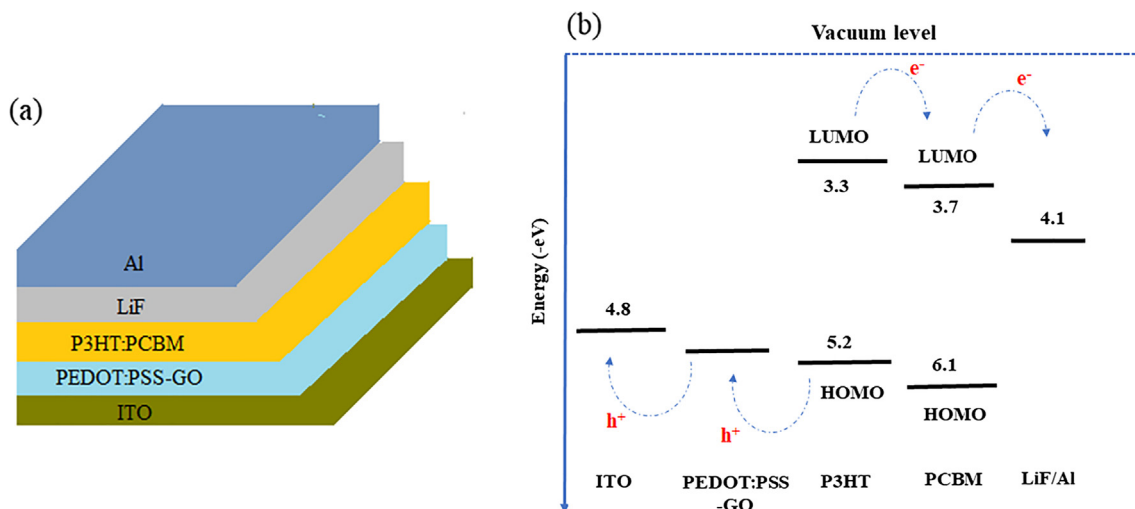 (a)
Al
LiF
P3HT:PCBM
PEDOT:PSS-GO
ITO
(b)
Vacuum level
Energy (-eV)
e-
e-
LUMO
3.3
LUMO
3.7
4.1
4.8
5.2
HOMO
6.1
HOMO
h+
h+
ITO
PEDOT:PSS
-GO
P3HT
PCBM
LiF/Al